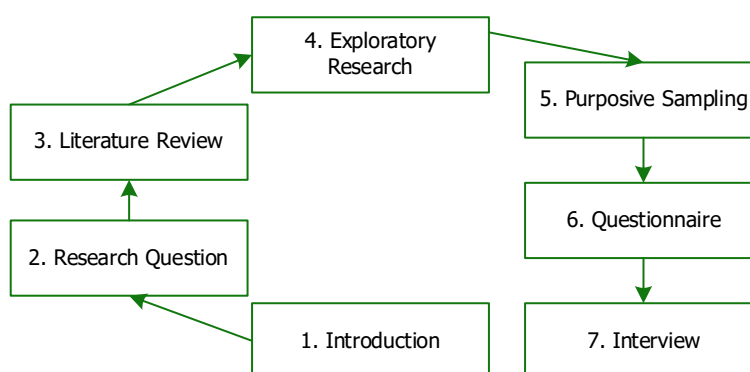 4. Exploratory
Research
5. Purposive Sampling
3. Literature Review
6. Questionnaire
2. Research Question
1. Introduction
7. Interview